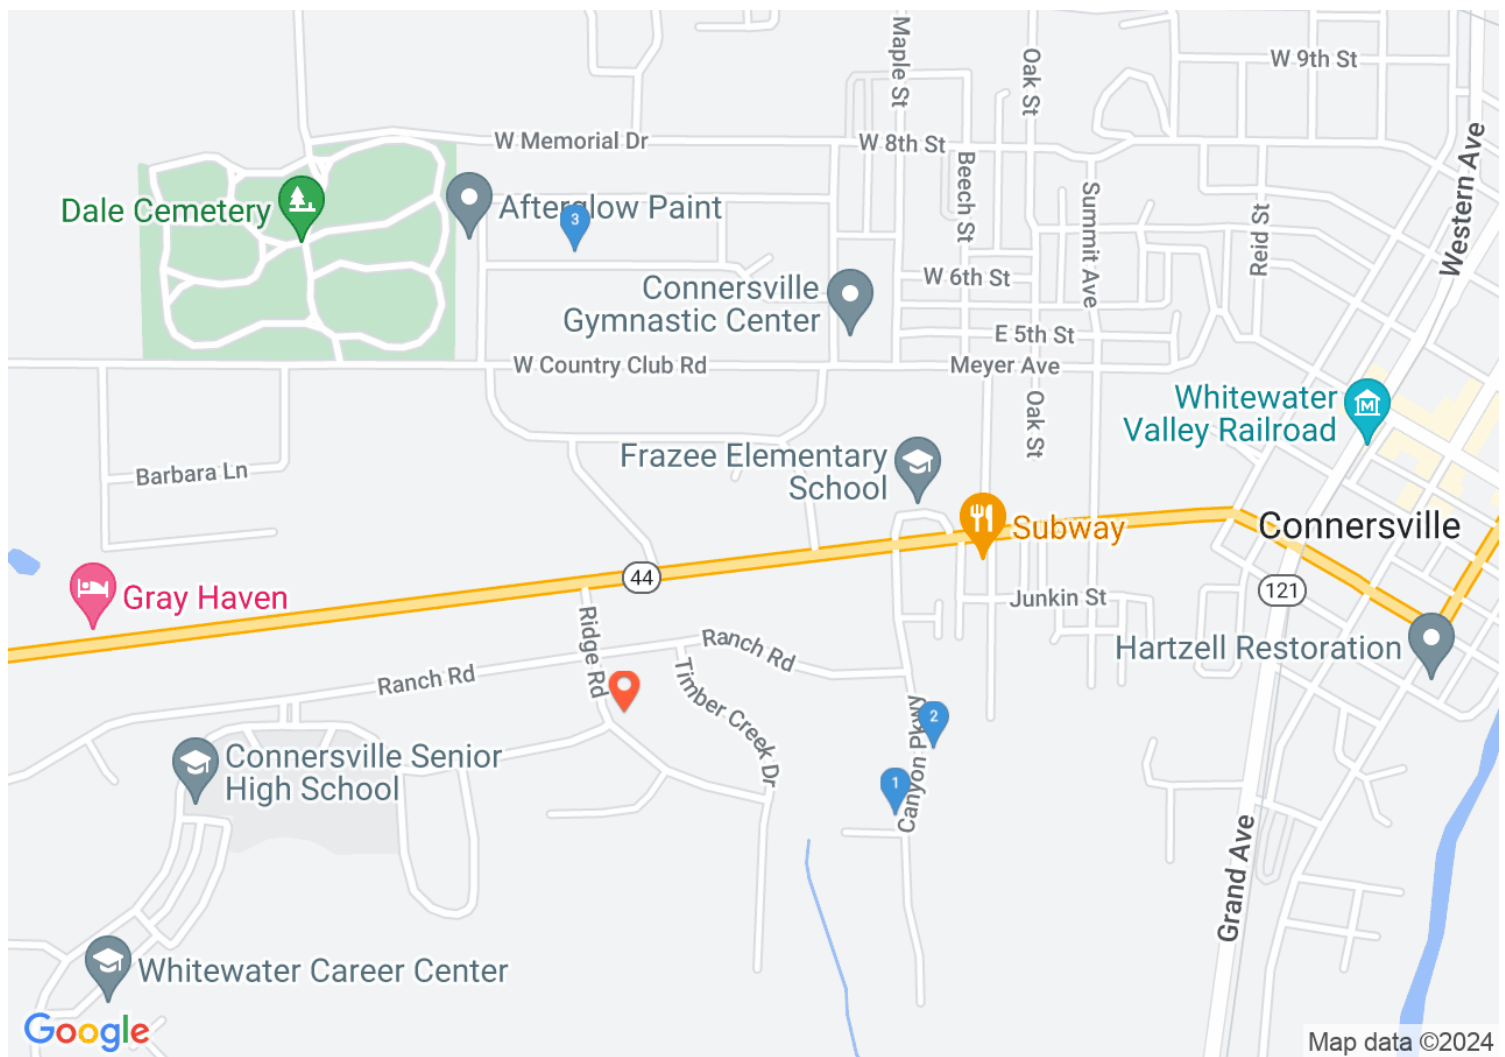 W 9th St
Maple St
Oak St
W Memorial Dr
W 8th St
Beech St
Western Ave
Dale Cemetery
Afterglow Paint
3
Summit Ave
Reid St
W 6th St
Connersville
Gymnastic Center
E 5th St
W Country Club Rd
Meyer Ave
Whitewater
Valley Railroad
Oak St
Barbara Ln
Frazee Elementary
School
Subway
Connersville
44
121
Gray Haven
Junkin St
Ridge Rd
Ranch Rd
Hartzell Restoration
Ranch Rd
Timber Creek Dr
Canyon Pkwy
2
1
Connersville Senior
High School
Grand Ave
Whitewater Career Center
Google
Map data ©2024